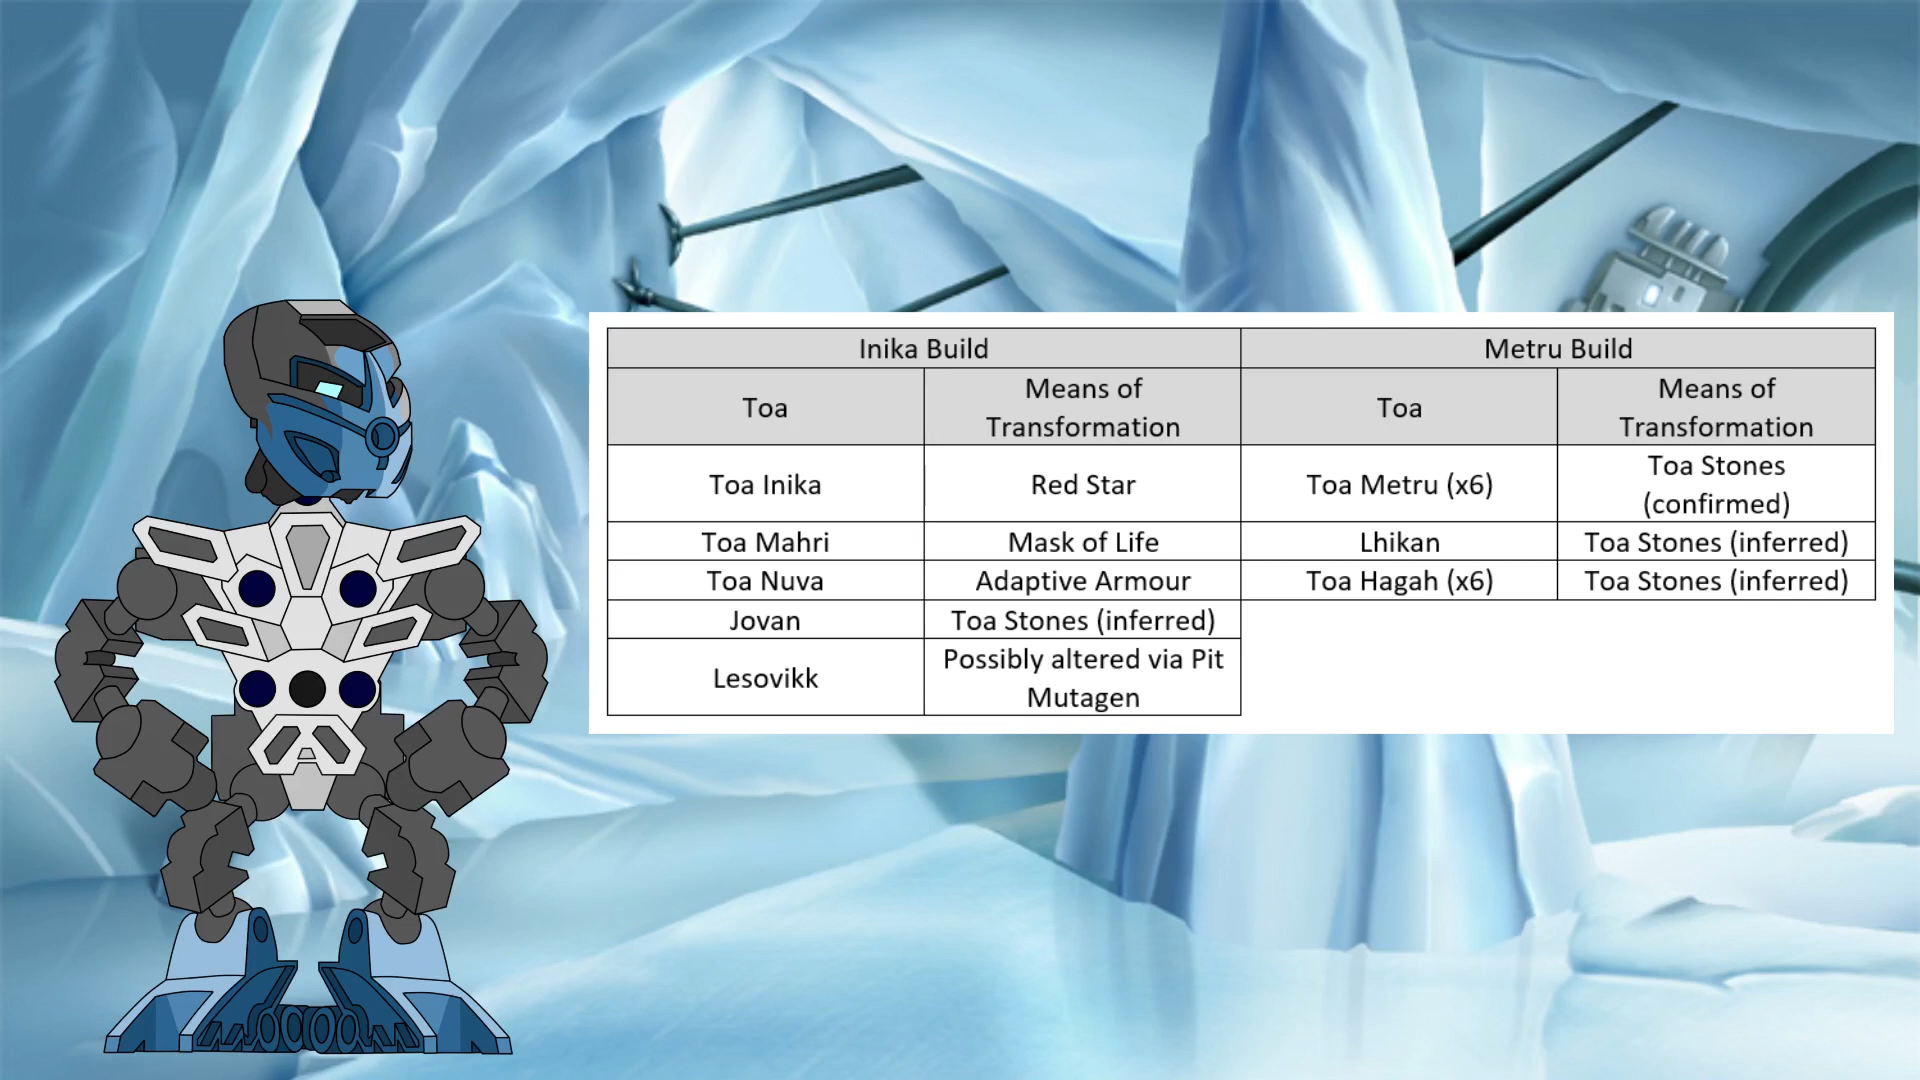 Inika Build
Metru Build
Toa
Means of
Transformation
Toa
Means of
Transformation
Toa Inika
Red Star
Toa Metru (x6)
Toa Stones
(confirmed)
Toa Mahri
Mask of Life
Lhikan
Toa Stones (inferred)
Toa Nuva
Adaptive Armour
Toa Hagah (x6)
Toa Stones (inferred)
Jovan
Toa Stones (inferred)
Lesovikk
Possibly altered via Pit
Mutagen